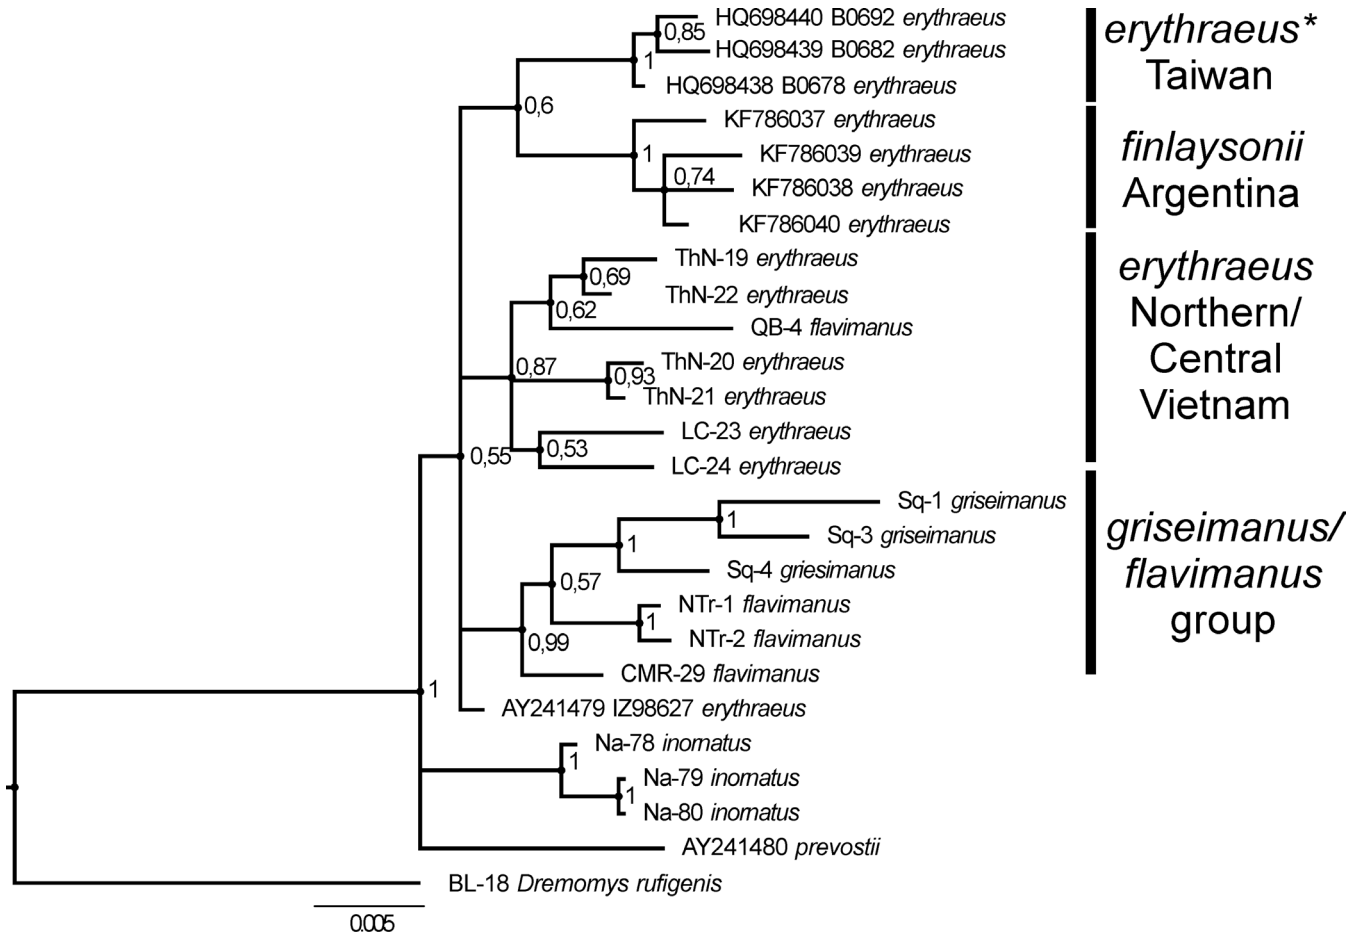 HQ698440 B0692 erythraeus
0,85
HQ698439 B0682 erythraeus
1
HQ698438 B0678 erythraeus
erythraeus*
Taiwan
0,6
KF786037 erythraeus
1
KF786039 erythraeus
0,74
KF786038 erythraeus
KF786040 erythraeus
finlaysonii
Argentina
ThN-19 erythraeus
0,69
ThN-22 erythraeus
0,62
QB-4 flavimanus
0,87
ThN-20 erythraeus
0,93
ThN-21 erythraeus
LC-23 erythraeus
0,53
LC-24 erythraeus
erythraeus
Northern/
Central
Vietnam
0,55
Sq-1 griseimanus
1
Sq-3 griseimanus
1
Sq-4 griesimanus
0,57
NTr-1 flavimanus
1
NTr-2 flavimanus
0,99
CMR-29 flavimanus
griseimanus/
flavimanus
group
1
AY241479 IZ98627 erythraeus
Na-78 inornatus
1
Na-79 inornatus
1
Na-80 inornatus
AY241480 prevostii
BL-18 Dremomys rufigenis
0.005